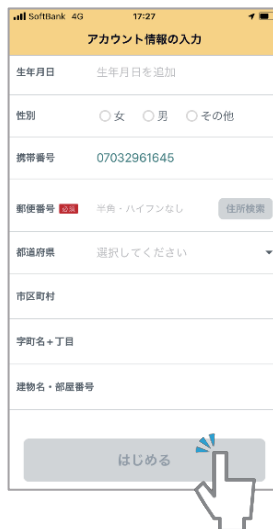 SoftBank 4G 17:27
アカウント情報の入力
生年月日 生年月日を追加
性別 女 男 その他
携帯番号 07032961645
郵便番号 必須 半角・ハイフンなし 住所検索
都道府県 選択してください
市区町村
字町名+丁目
建物名・部屋番号
はじめる